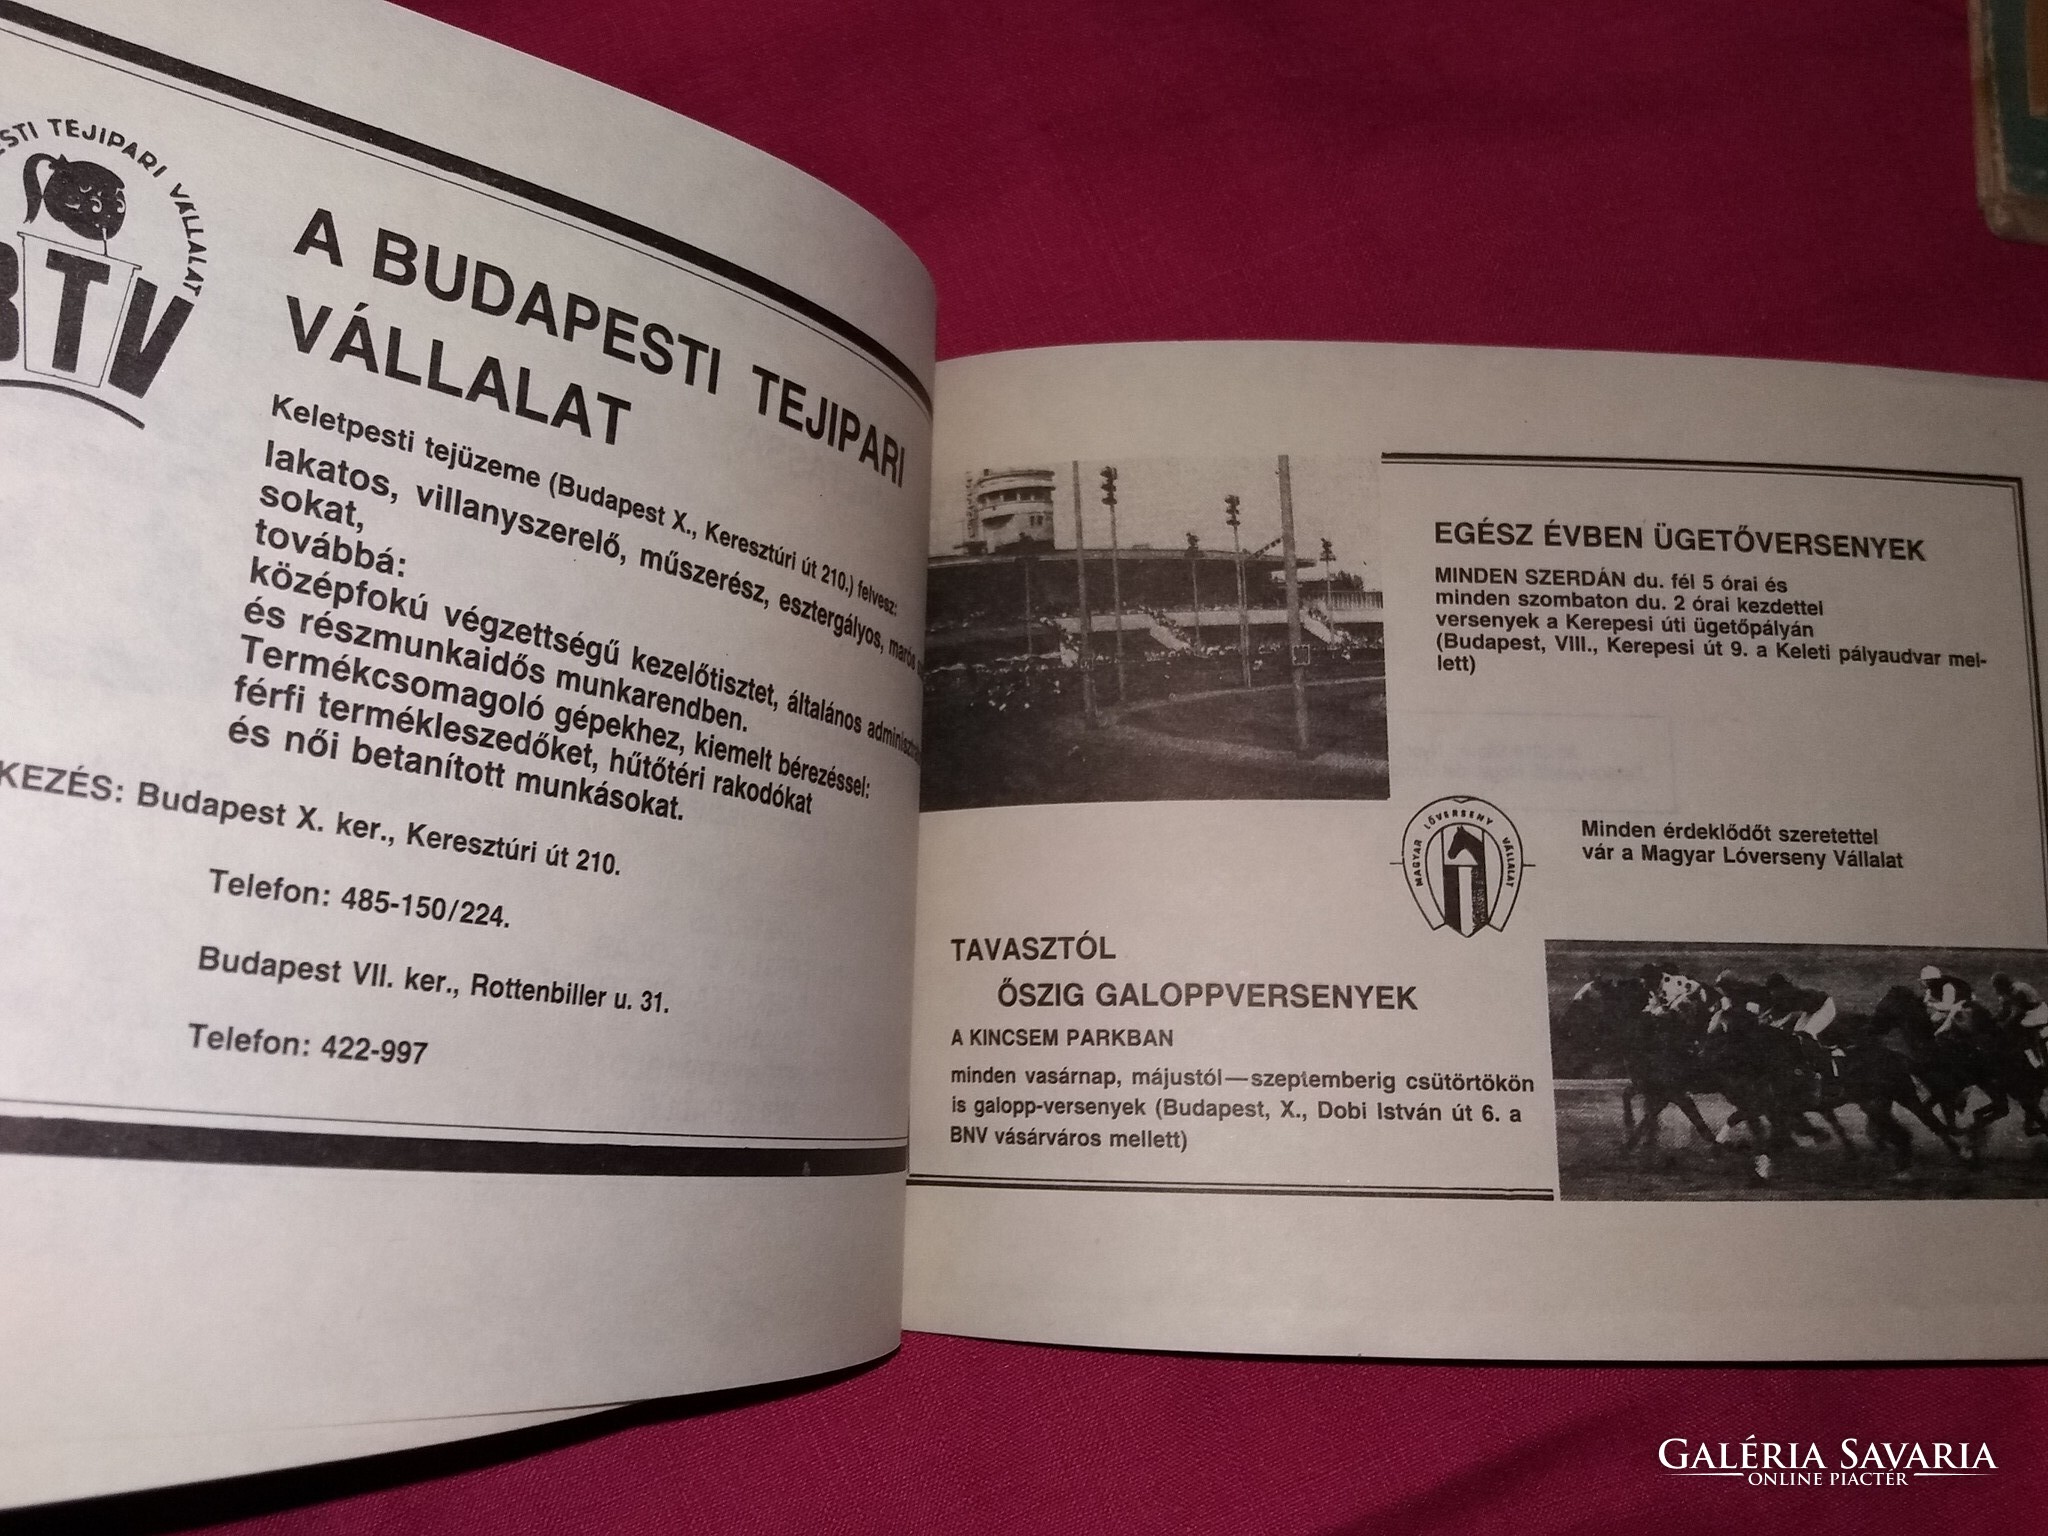 TEJIPARI VÁLLALAT
BTV
A BUDAPESTI TEJIPARI
VÁLLALAT
Keletpesti tejüzeme (Budapest X., Keresztúri út 210.) felvesz:
lakatos, villanyszerelő, műszerész, esztergályos, marós
sokat,
továbbá:
középfokú végzettségű kezelőtisztet, általános
és részmunkaidős munkarendben.
Termékcsomagoló gépekhez, kiemelt bérezéssel:
férfi termékleszedőket, hűtőtéri rakodókat
és női betanított munkásokat.
KEZÉS: Budapest X. ker., Keresztúri út 210.
Telefon: 485-150/224.
Budapest VII. ker., Rottenbiller u. 31.
Telefon: 422-997
EGÉSZ ÉVBEN ÜGETŐVERSENYEK
MINDEN SZERDÁN du. fél 5 órai és
minden szombaton du. 2 órai kezdettel
versenyek a Kerepesi úti ügetőpályán
(Budapest, VIII., Kerepesi út 9. a Keleti pályaudvar mel-
lett)
MAGYAR LÓVERSENY VÁLLALAT
Minden érdeklődőt szeretettel
vár a Magyar Lóverseny Vállalat
TAVASZTÓL
ŐSZIG GALOPPVERSENYEK
A KINCSEM PARKBAN
minden vasárnap, májustól—szeptemberig csütörtökön
is galopp-versenyek (Budapest, X., Dobi István út 6. a
BNV vásárváros mellett)
GALÉRIA SAVARIA
ONLINE PIACTÉR